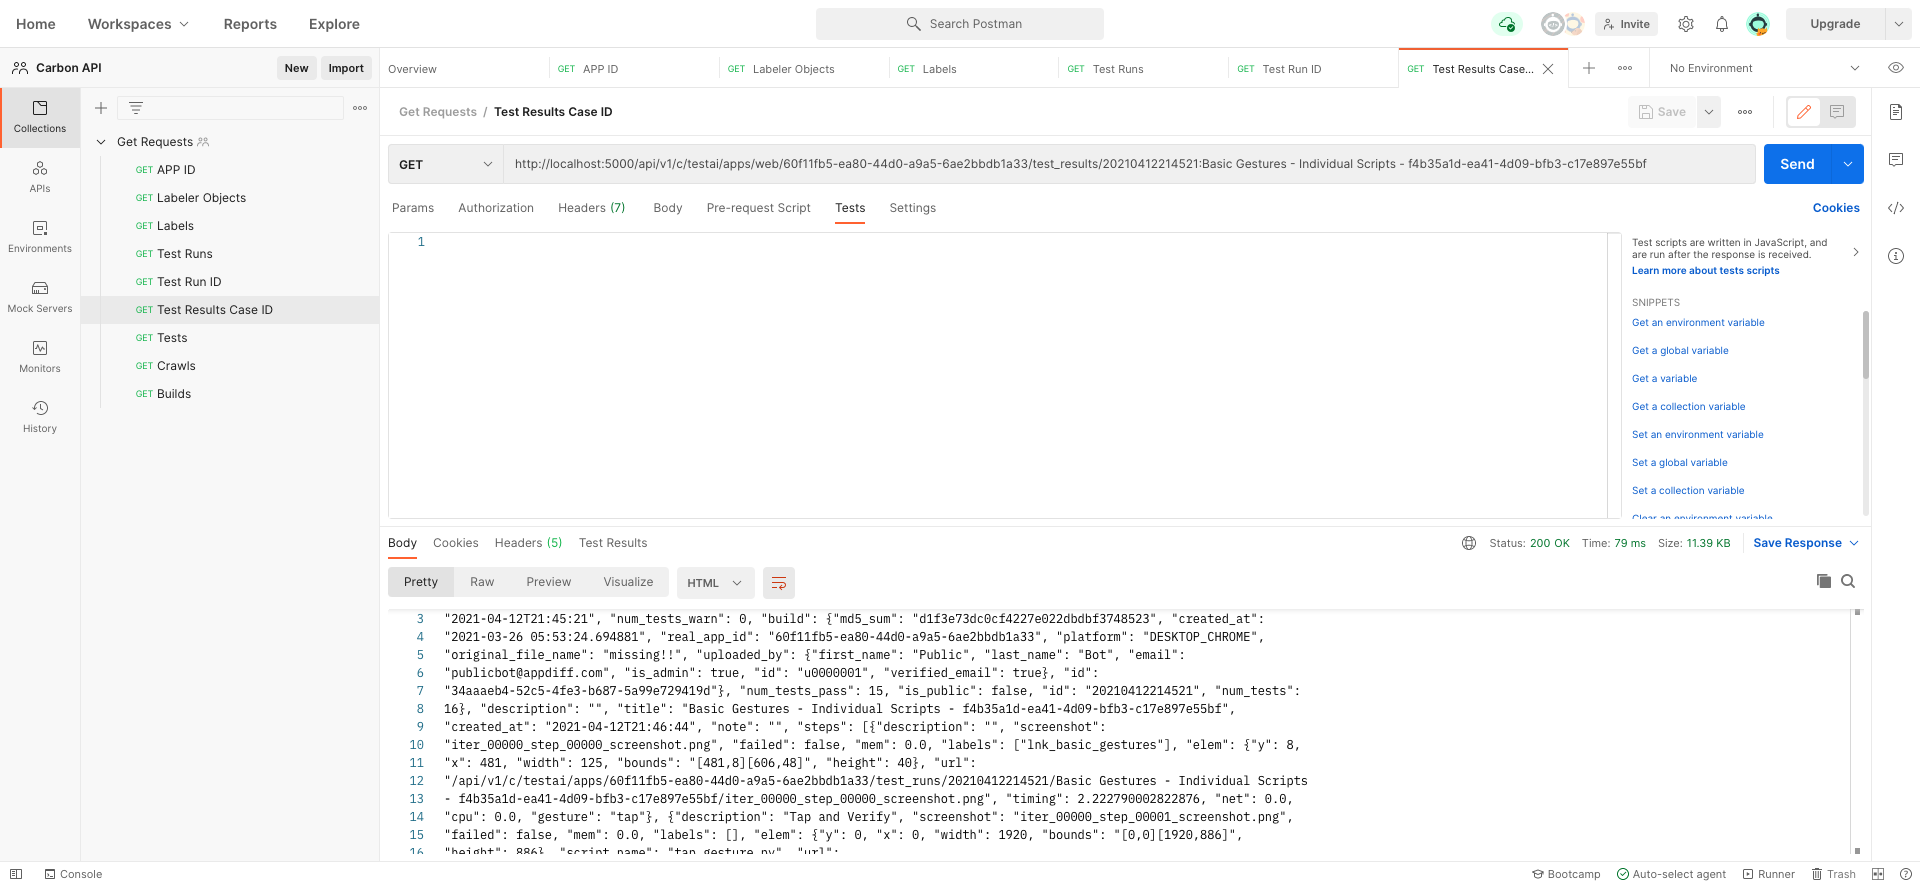 Home Workspaces Reports Explore Search Postman Invite Upgrade
Carbon API New Import
Overview GET APP ID GET Labeler Objects GET Labels GET Test Runs GET Test Run ID GET Test Results Case... No Environment
Collections
APIs
Environments
Mock Servers
Monitors
History
Get Requests
GET APP ID
GET Labeler Objects
GET Labels
GET Test Runs
GET Test Run ID
GET Test Results Case ID
GET Tests
GET Crawls
GET Builds
Get Requests / Test Results Case ID Save
GET http://localhost:5000/api/v1/c/testai/apps/web/60f11fb5-ea80-44d0-a9a5-6ae2bbdb1a33/test_results/20210412214521:Basic Gestures - Individual Scripts - f4b35a1d-ea41-4d09-bfb3-c17e897e55bf Send
Params Authorization Headers (7) Body Pre-request Script Tests Settings Cookies
1
Test scripts are written in JavaScript, and
are run after the response is received.
Learn more about tests scripts
SNIPPETS
Get an environment variable
Get a global variable
Get a variable
Get a collection variable
Set an environment variable
Set a global variable
Set a collection variable
Clear an environment variable
Body Cookies Headers (5) Test Results Status: 200 OK Time: 79 ms Size: 11.39 KB Save Response
Pretty Raw Preview Visualize HTML
3 "2021-04-12T21:45:21", "num_tests_warn": 0, "build": {"md5_sum": "d1f3e73dc0cf4227e022dbdbf3748523", "created_at":
4 "2021-03-26 05:53:24.694881", "real_app_id": "60f11fb5-ea80-44d0-a9a5-6ae2bbdb1a33", "platform": "DESKTOP_CHROME",
5 "original_file_name": "missing!!", "uploaded_by": {"first_name": "Public", "last_name": "Bot", "email":
6 "publicbot@appdiff.com", "is_admin": true, "id": "u0000001", "verified_email": true}, "id":
7 "34aaaeb4-52c5-4fe3-b687-5a99e729419d"}, "num_tests_pass": 15, "is_public": false, "id": "20210412214521", "num_tests":
8 16}, "description": "", "title": "Basic Gestures - Individual Scripts - f4b35a1d-ea41-4d09-bfb3-c17e897e55bf",
9 "created_at": "2021-04-12T21:46:44", "note": "", "steps": [{"description": "", "screenshot":
10 "iter_00000_step_00000_screenshot.png", "failed": false, "mem": 0.0, "labels": ["lnk_basic_gestures"], "elem": {"y": 8,
11 "x": 481, "width": 125, "bounds": "[481,8][606,48]", "height": 40}, "url":
12 "/api/v1/c/testai/apps/60f11fb5-ea80-44d0-a9a5-6ae2bbdb1a33/test_runs/20210412214521/Basic Gestures - Individual Scripts
13 - f4b35a1d-ea41-4d09-bfb3-c17e897e55bf/iter_00000_step_00000_screenshot.png", "timing": 2.222790002822876, "net": 0.0,
14 "cpu": 0.0, "gesture": "tap"}, {"description": "Tap and Verify", "screenshot": "iter_00000_step_00001_screenshot.png",
15 "failed": false, "mem": 0.0, "labels": [], "elem": {"y": 0, "x": 0, "width": 1920, "bounds": "[0,0][1920,886]",
16 "height": 886}, "script_name": "tap_gesture.py", "url":
Console Bootcamp Auto-select agent Runner Trash